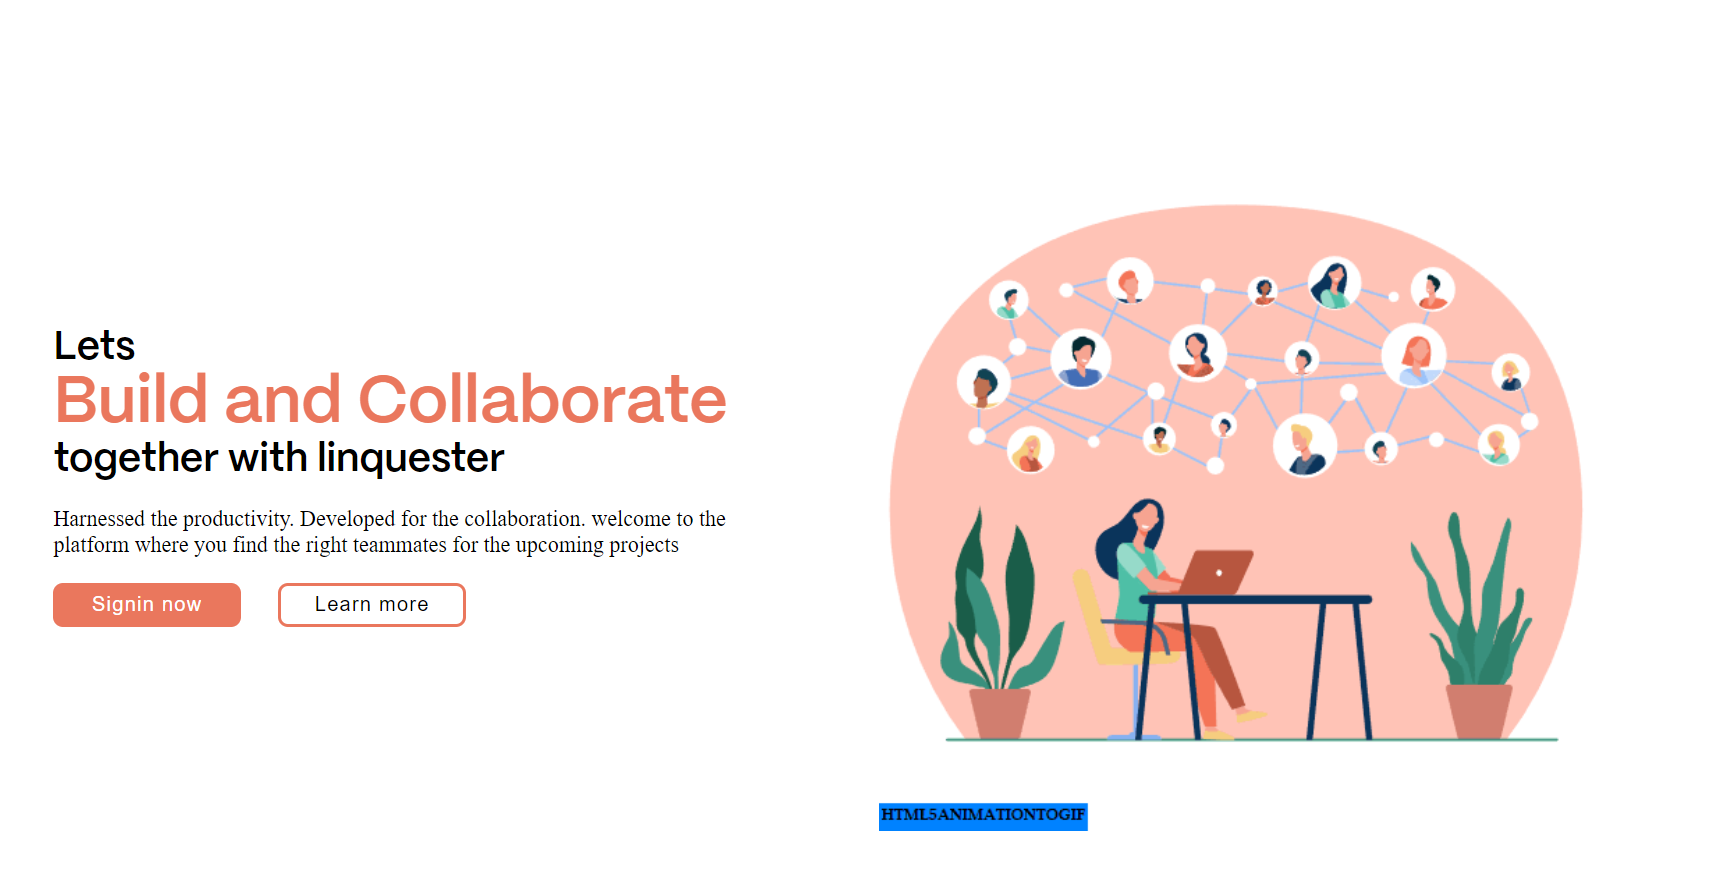 Lets
Build and Collaborate
together with linquester
Harnessed the productivity. Developed for the collaboration. welcome to the
platform where you find the right teammates for the upcoming projects
Signin now
Learn more
HTML5ANIMATIONTOGIF